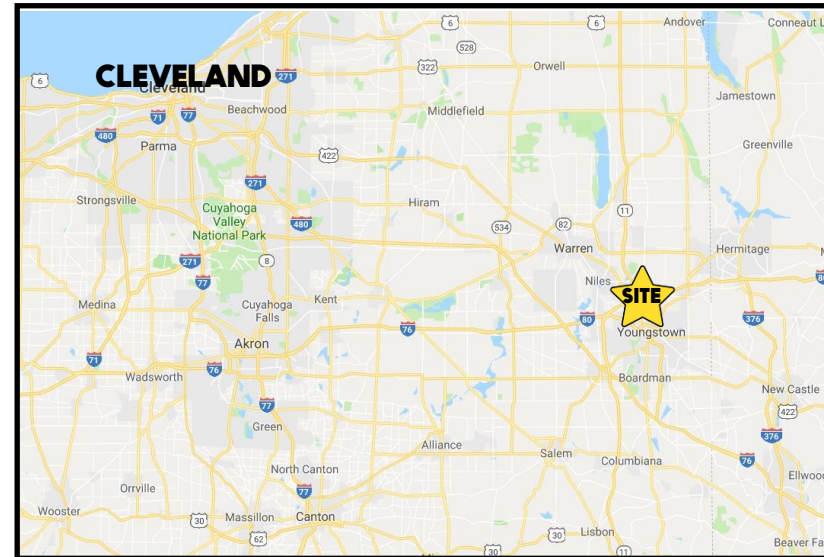 6
6
Andover
Conneaut L
528
CLEVELAND
271
322
Orwell
6
Cleveland
Jamestown
71
77
Beachwood
Middlefield
480
Parma
422
Greenville
271
Strongsville
Cuyahoga
Valley
National Park
Hiram
11
480
534
82
Warren
Hermitage
271
8
77
Niles
80
SITE
Medina
Cuyahoga
Falls
Kent
76
80
376
Youngstown
Akron
71
76
Wadsworth
Boardman
New Castle
77
422
Green
376
Alliance
Salem
Columbiana
76
North Canton
Ellwoo
77
Orrville
Wooster
30
Massillon
Canton
62
30
Lisbon
30
11
Beaver Fa